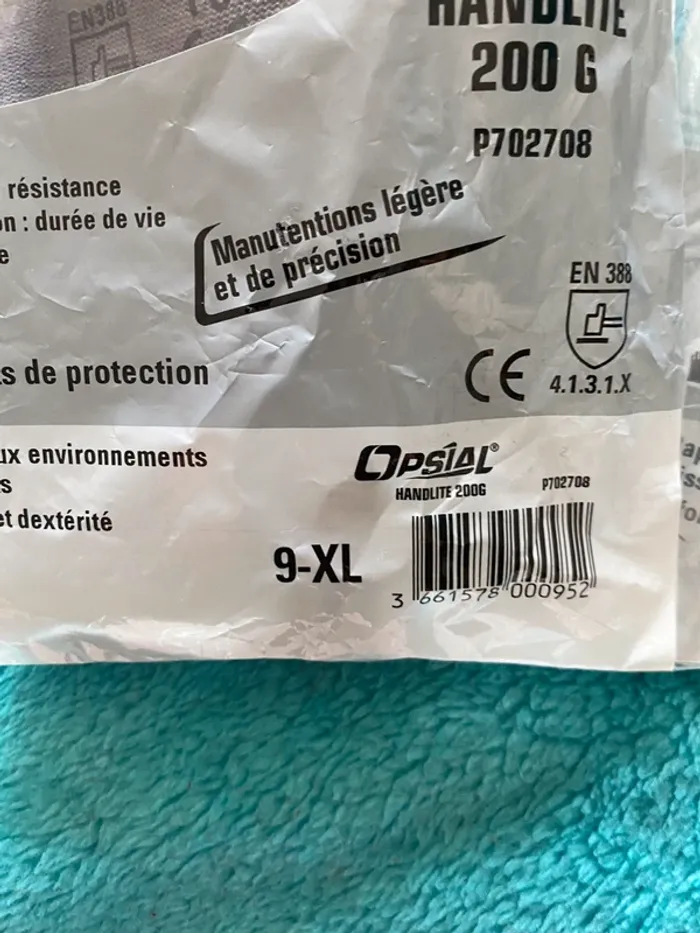 EN388
HANDLITE
200 G
P702708
résistance
on : durée de vie
e
Manutentions légère
et de précision
EN 388
4.1.3.1.X
s de protection
CE
ux environnements
s
et dextérité
OPSIAL®
HANDLITE 200G
P702708
9-XL
3 661578 000952